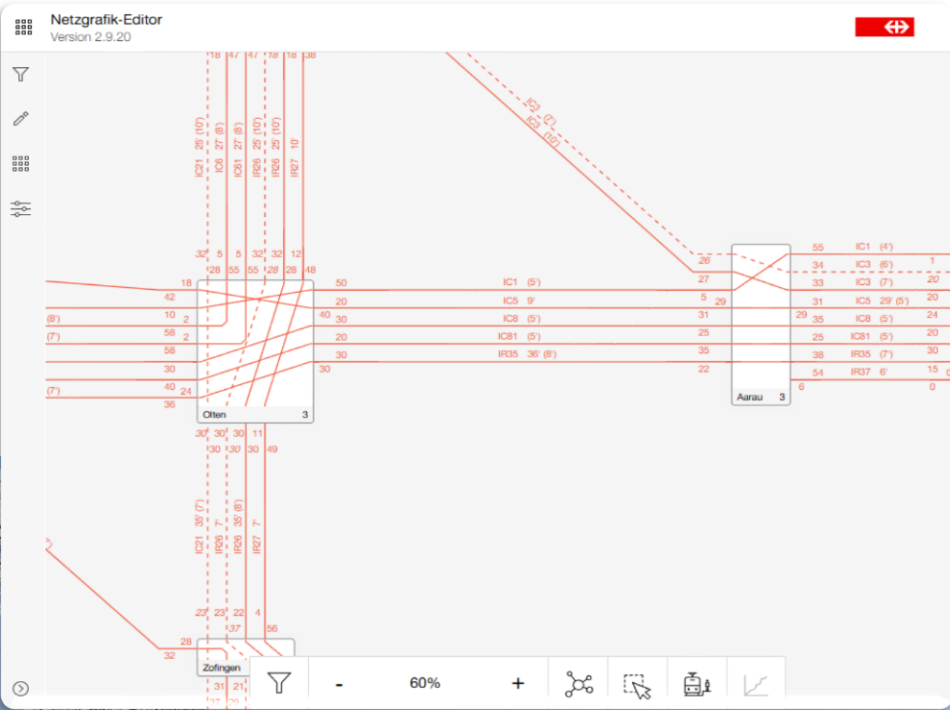 Netzgrafik-Editor
Version 2.9.20
18 47 47 18 18 38
IC21 25' (10')
IC6 27' (8')
IC61 27' (8')
IR26 25' (10')
IR26 25' (10')
IR27 10'
IC3 (7')
IC3 (10')
32 5 5 32 32 12
28 55 55 28 28 48
18
42
10 2
58 2
58
30
40 24
36
(8')
(7')
(7')
50
20
40 30
20
30
30
IC1 (5')
IC5 9'
IC8 (5')
IC81 (5')
IR35 36' (8')
26
27
5 29
31
25
35
22
55 IC1 (4')
34 IC3 (6') 1
33 IC3 (7') 20
31 IC5 29' (5') 20
29 35 IC8 (5') 24
25 IC81 (5') 20
38 IR35 (7') 30
54 IR37 6' 15
6 0
Olten 3
Aarau 3
30 30 30 11
30 30 30 49
IC21 35' (7')
IR26 7'
IR26 35' (8')
IR27 7'
23 23 22 4
37 56
28
32
Zofingen
31 21
- 60% +